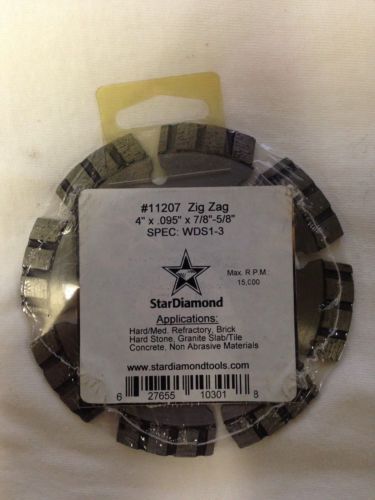 #11207 Zig Zag
4" x .095" x 7/8"-5/8"
SPEC: WDS1-3
Max. R.P.M.
15,000
StarDiamond
Applications:
Hard/Med. Refractory, Brick
Hard Stone, Granite Slab/Tile
Concrete, Non Abrasive Materials
www.stardiamondtools.com
6 27655 10301 8